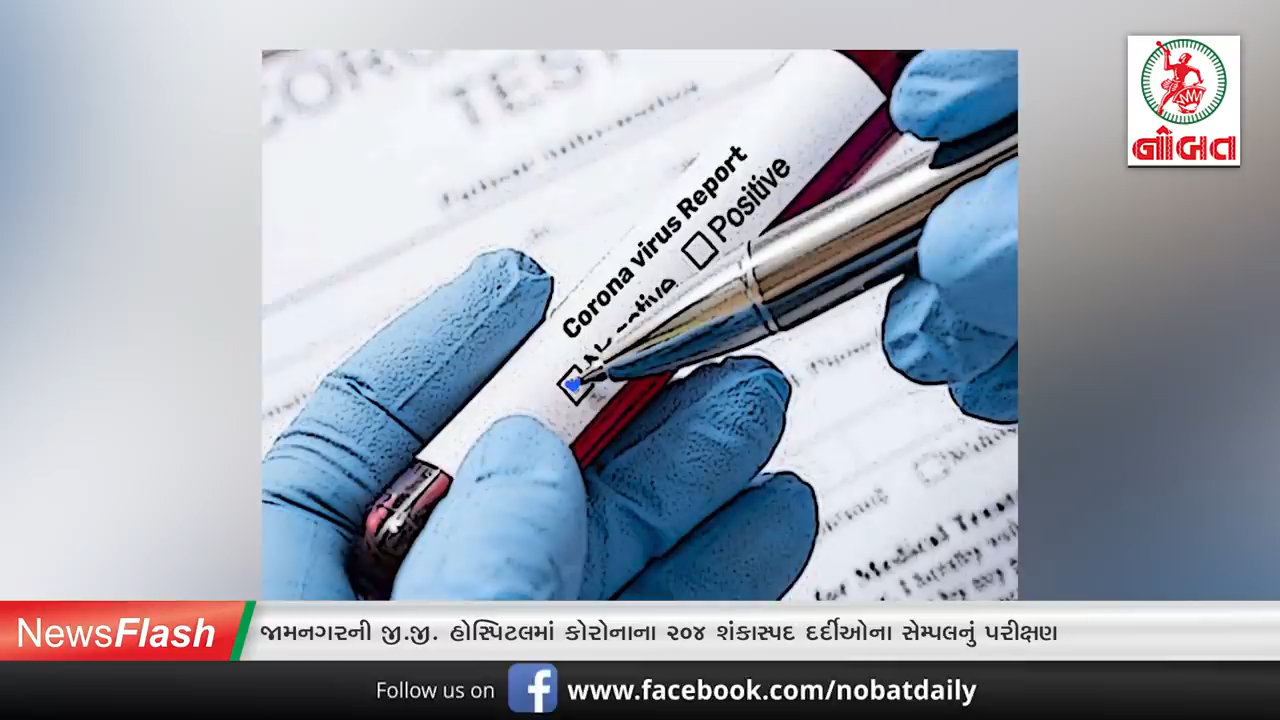 નોબત
TEST
Corona virus Report
Positive
NewsFlash
જામનગરની જી.જી. હોસ્પિટલમાં કોરોનાના ૨૦૪ શંકાસ્પદ દર્દીઓના સેમ્પલનું પરીક્ષણ
Follow us on
www.facebook.com/nobatdaily